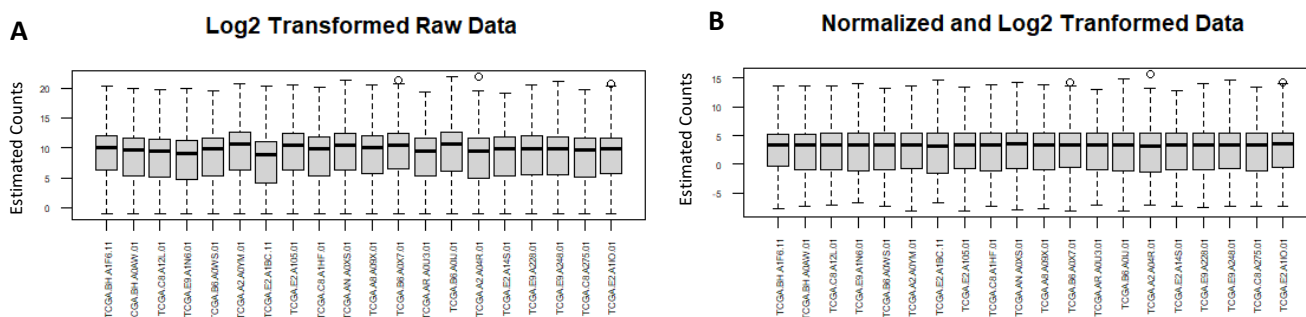 A
Log2 Transformed Raw Data
Estimated Counts
20
15
10
5
0
TCGA.BH.A1F6.11
CGA.BH.A0AW.01
TCGA.C8.A12L.01
TCGA.E9.A1N6.01
TCGA.B6.A0WS.01
TCGA.A2.A0YM.01
TCGA.E2.A1BC.11
TCGA.E2.A105.01
TCGA.C8.A1HF.01
TCGA.AN.A0XS.01
TCGA.A8.A09X.01
TCGA.B6.A0X7.01
TCGA.AR.A0U3.01
TCGA.B6.A0IJ.01
TCGA.A2.A04R.01
TCGA.E2.A14S.01
TCGA.E9.A228.01
TCGA.E9.A248.01
TCGA.C8.A275.01
TCGA.E2.A1IO.01
B
Normalized and Log2 Tranformed Data
Estimated Counts
15
10
5
0
-5
TCGA.BH.A1F6.11
TCGA.BH.A0AW.01
TCGA.C8.A12L.01
TCGA.E9.A1N6.01
TCGA.B6.A0WS.01
TCGA.A2.A0YM.01
TCGA.E2.A1BC.11
TCGA.E2.A105.01
TCGA.C8.A1HF.01
TCGA.AN.A0XS.01
TCGA.A8.A09X.01
TCGA.B6.A0X7.01
TCGA.AR.A0U3.01
TCGA.B6.A0IJ.01
TCGA.A2.A04R.01
TCGA.E2.A14S.01
TCGA.E9.A228.01
TCGA.E9.A248.01
TCGA.C8.A275.01
TCGA.E2.A1IO.01